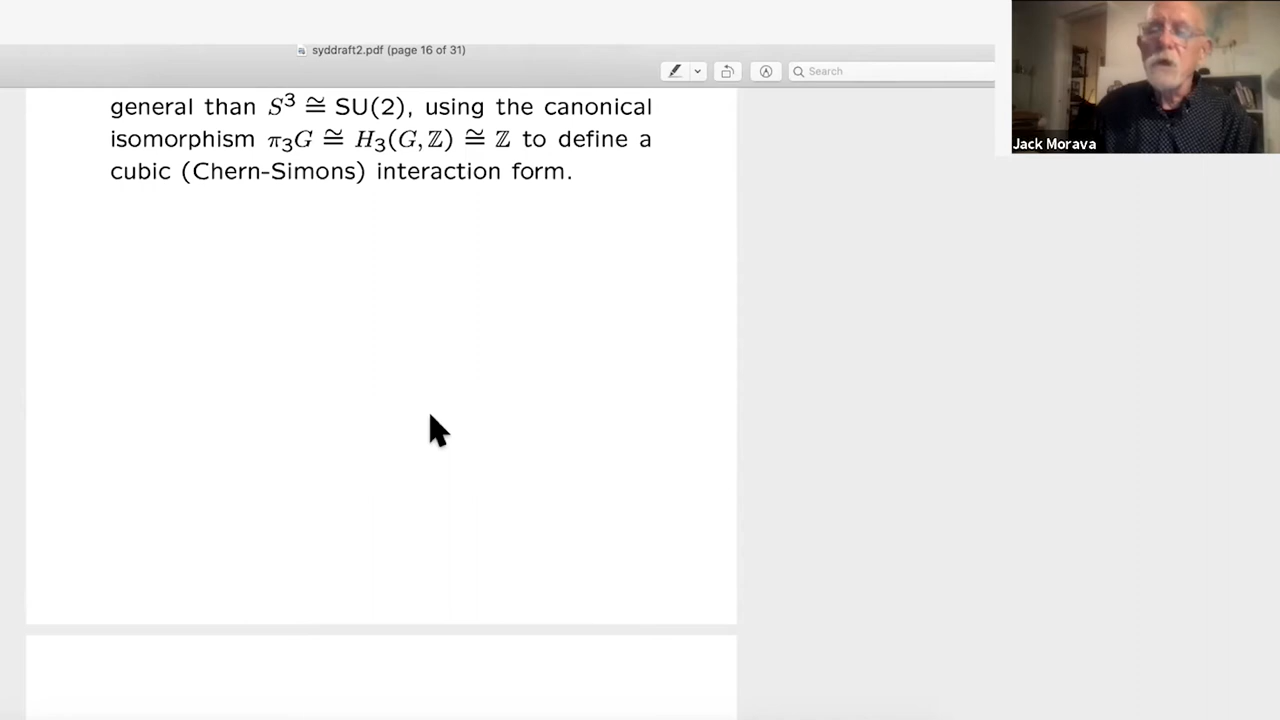 syddraft2.pdf (page 16 of 31)
Search
general than S³ ≅ SU(2), using the canonical
isomorphism π₃G ≅ H₃(G, ℤ) ≅ ℤ to define a
cubic (Chern-Simons) interaction form.
Jack Morava